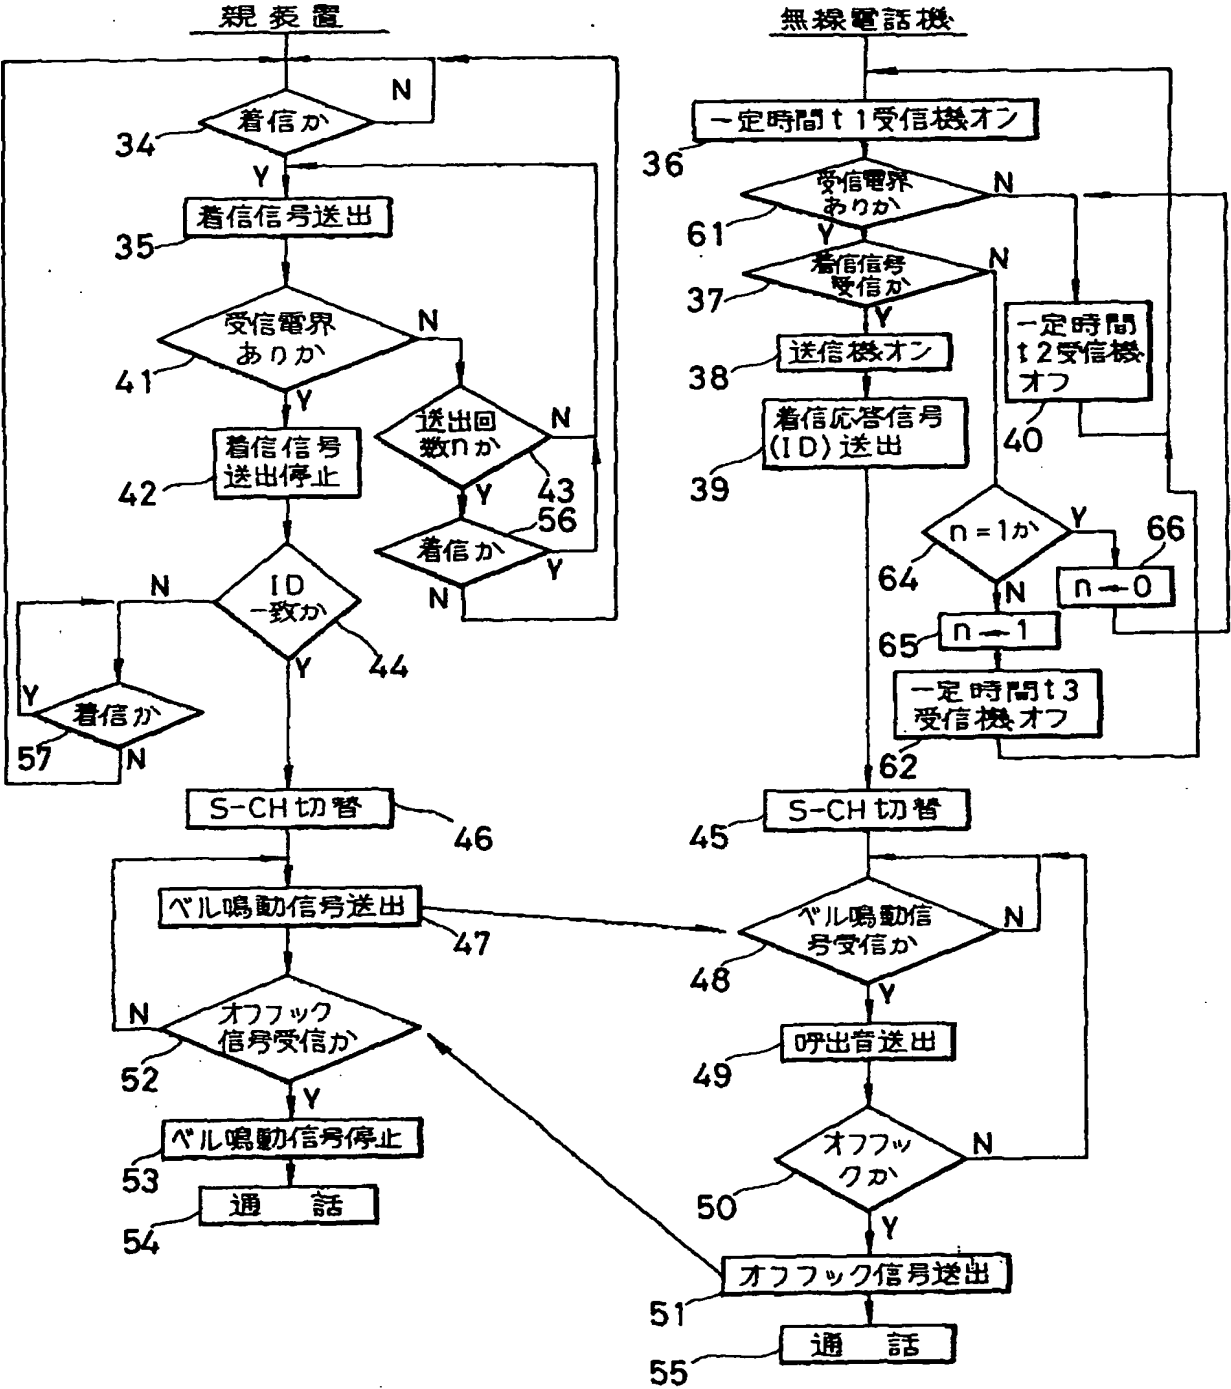 親装置
着信か
N
34
Y
着信信号送出
35
受信電界
ありか
N
41
Y
送出回
数nか
N
43
Y
着信信号
送出停止
42
56
着信か
Y
N
ID
一致か
N
44
Y
Y
着信か
57
N
S-CH切替
46
ベル鳴動信号送出
47
オフフック
信号受信か
N
52
Y
ベル鳴動信号停止
53
通話
54
無線電話機
一定時間t1受信機オン
36
受信電界
ありか
N
61
Y
着信信号
受信か
N
37
Y
送信機オン
38
一定時間
t2受信機
オフ
40
着信応答信号
(ID)送出
39
n=1か
Y
64
N
66
n←0
65
n←1
一定時間t3
受信機オフ
62
S-CH切替
45
ベル鳴動信
号受信か
N
48
Y
呼出音送出
49
オフフッ
クか
N
50
Y
オフフック信号送出
51
通話
55